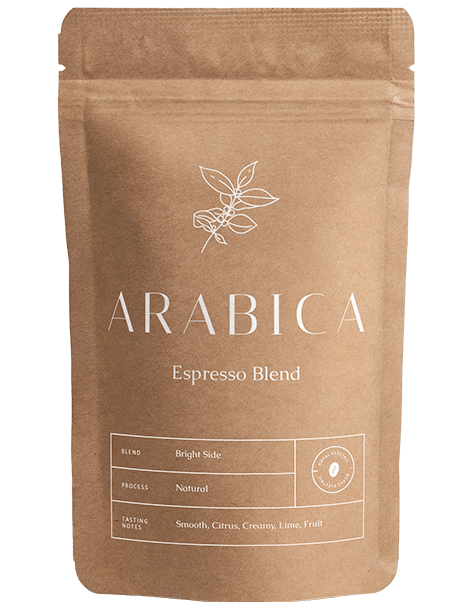 ARABICA
Espresso Blend
BLEND
Bright Side
PROCESS
Natural
TASTING
NOTES
Smooth, Citrus, Creamy, Lime, Fruit